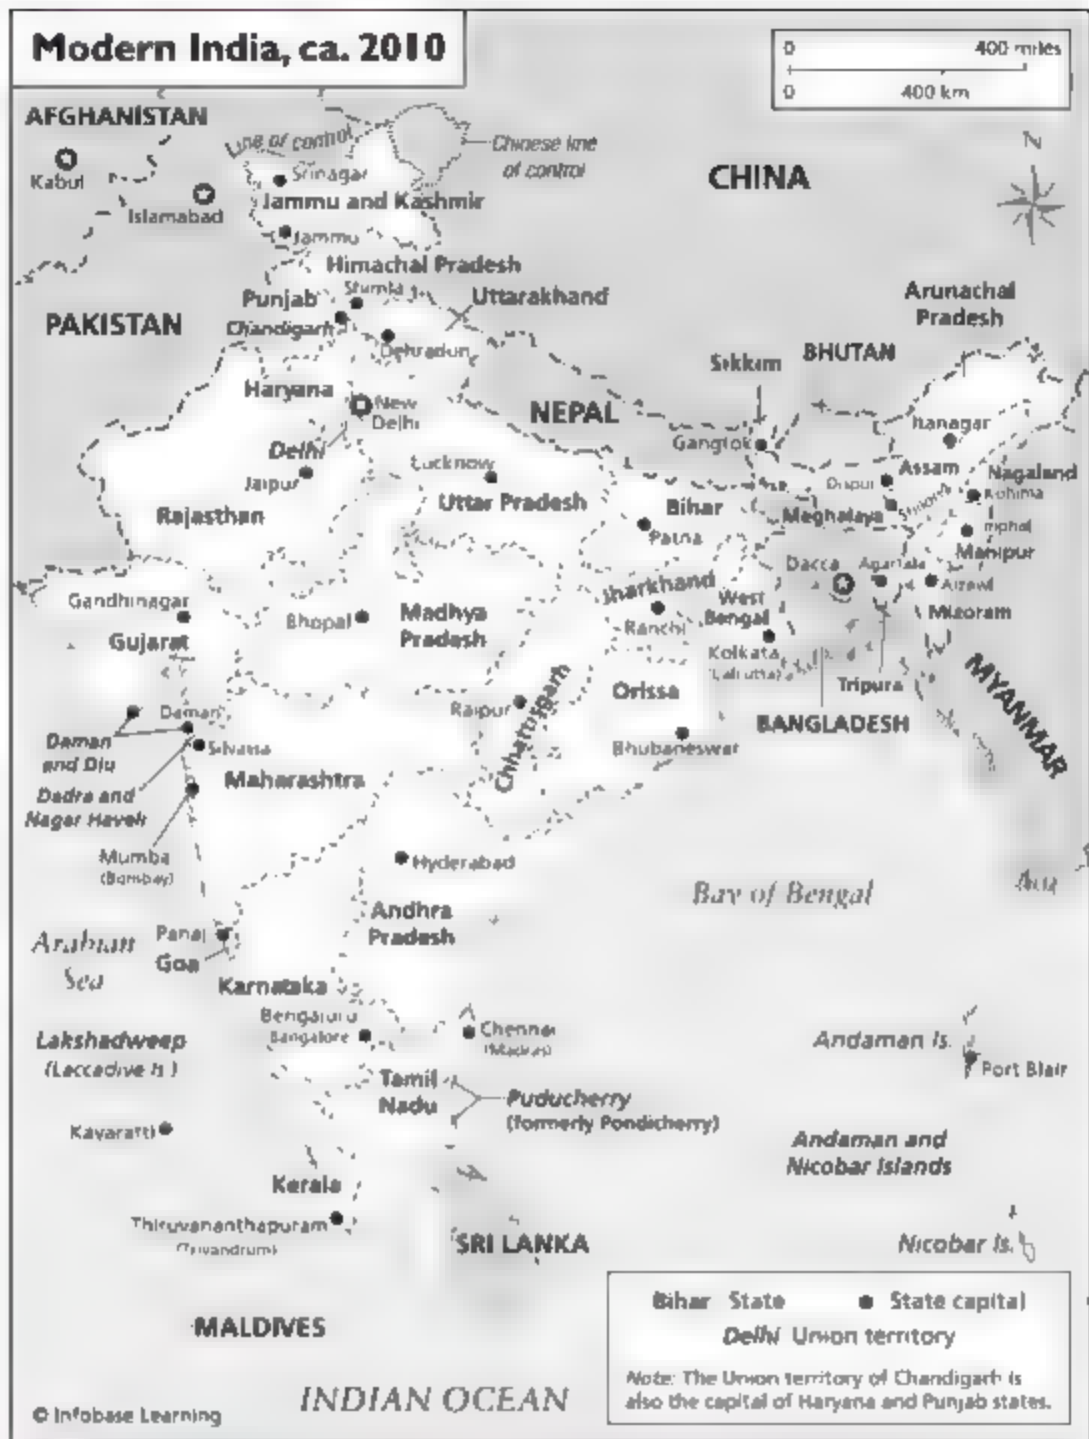 Modern India, ca. 2010
0 400 miles
0 400 km
AFGHANISTAN
Kabul
Islamabad
Line of control
Chinese line
of control
CHINA
N
Srinagar
Jammu and Kashmir
Jammu
Himachal Pradesh
Shimla
Punjab
Chandigarh
Uttarakhand
Dehradun
PAKISTAN
Haryana
New
Delhi
Delhi
Jaipur
Rajasthan
Lucknow
Uttar Pradesh
NEPAL
Sikkim
Gangtok
BHUTAN
Arunachal
Pradesh
Itanagar
Assam
Dispur
Nagaland
Kohima
Meghalaya
Shillong
Imphal
Manipur
Bihar
Patna
Dacca
Agartala
Aizawl
Mizoram
Gandhinagar
Gujarat
Bhopal
Madhya
Pradesh
Jharkhand
Ranchi
West
Bengal
Kolkata
(Calcutta)
Tripura
BANGLADESH
MYANMAR
Orissa
Bhubaneswar
Raipur
Chhattisgarh
Daman
Daman
and Diu
Silvassa
Dadra and
Nagar Haveli
Maharashtra
Mumba
(Bombay)
Hyderabad
Andhra
Pradesh
Bay of Bengal
Arabian
Sea
Panaj
Goa
Karnataka
Bengaluru
Bangalore
Chennai
(Madras)
Lakshadweep
(Laccadive Is.)
Kavaratti
Tamil
Nadu
Puducherry
(formerly Pondicherry)
Andaman Is.
Port Blair
Andaman and
Nicobar Islands
Kerala
Thiruvananthapuram
(Trivandrum)
SRI LANKA
Nicobar Is.
MALDIVES
INDIAN OCEAN
Bihar State
State capital
Delhi Union territory
Note: The Union territory of Chandigarh is
also the capital of Haryana and Punjab states.
© Infobase Learning